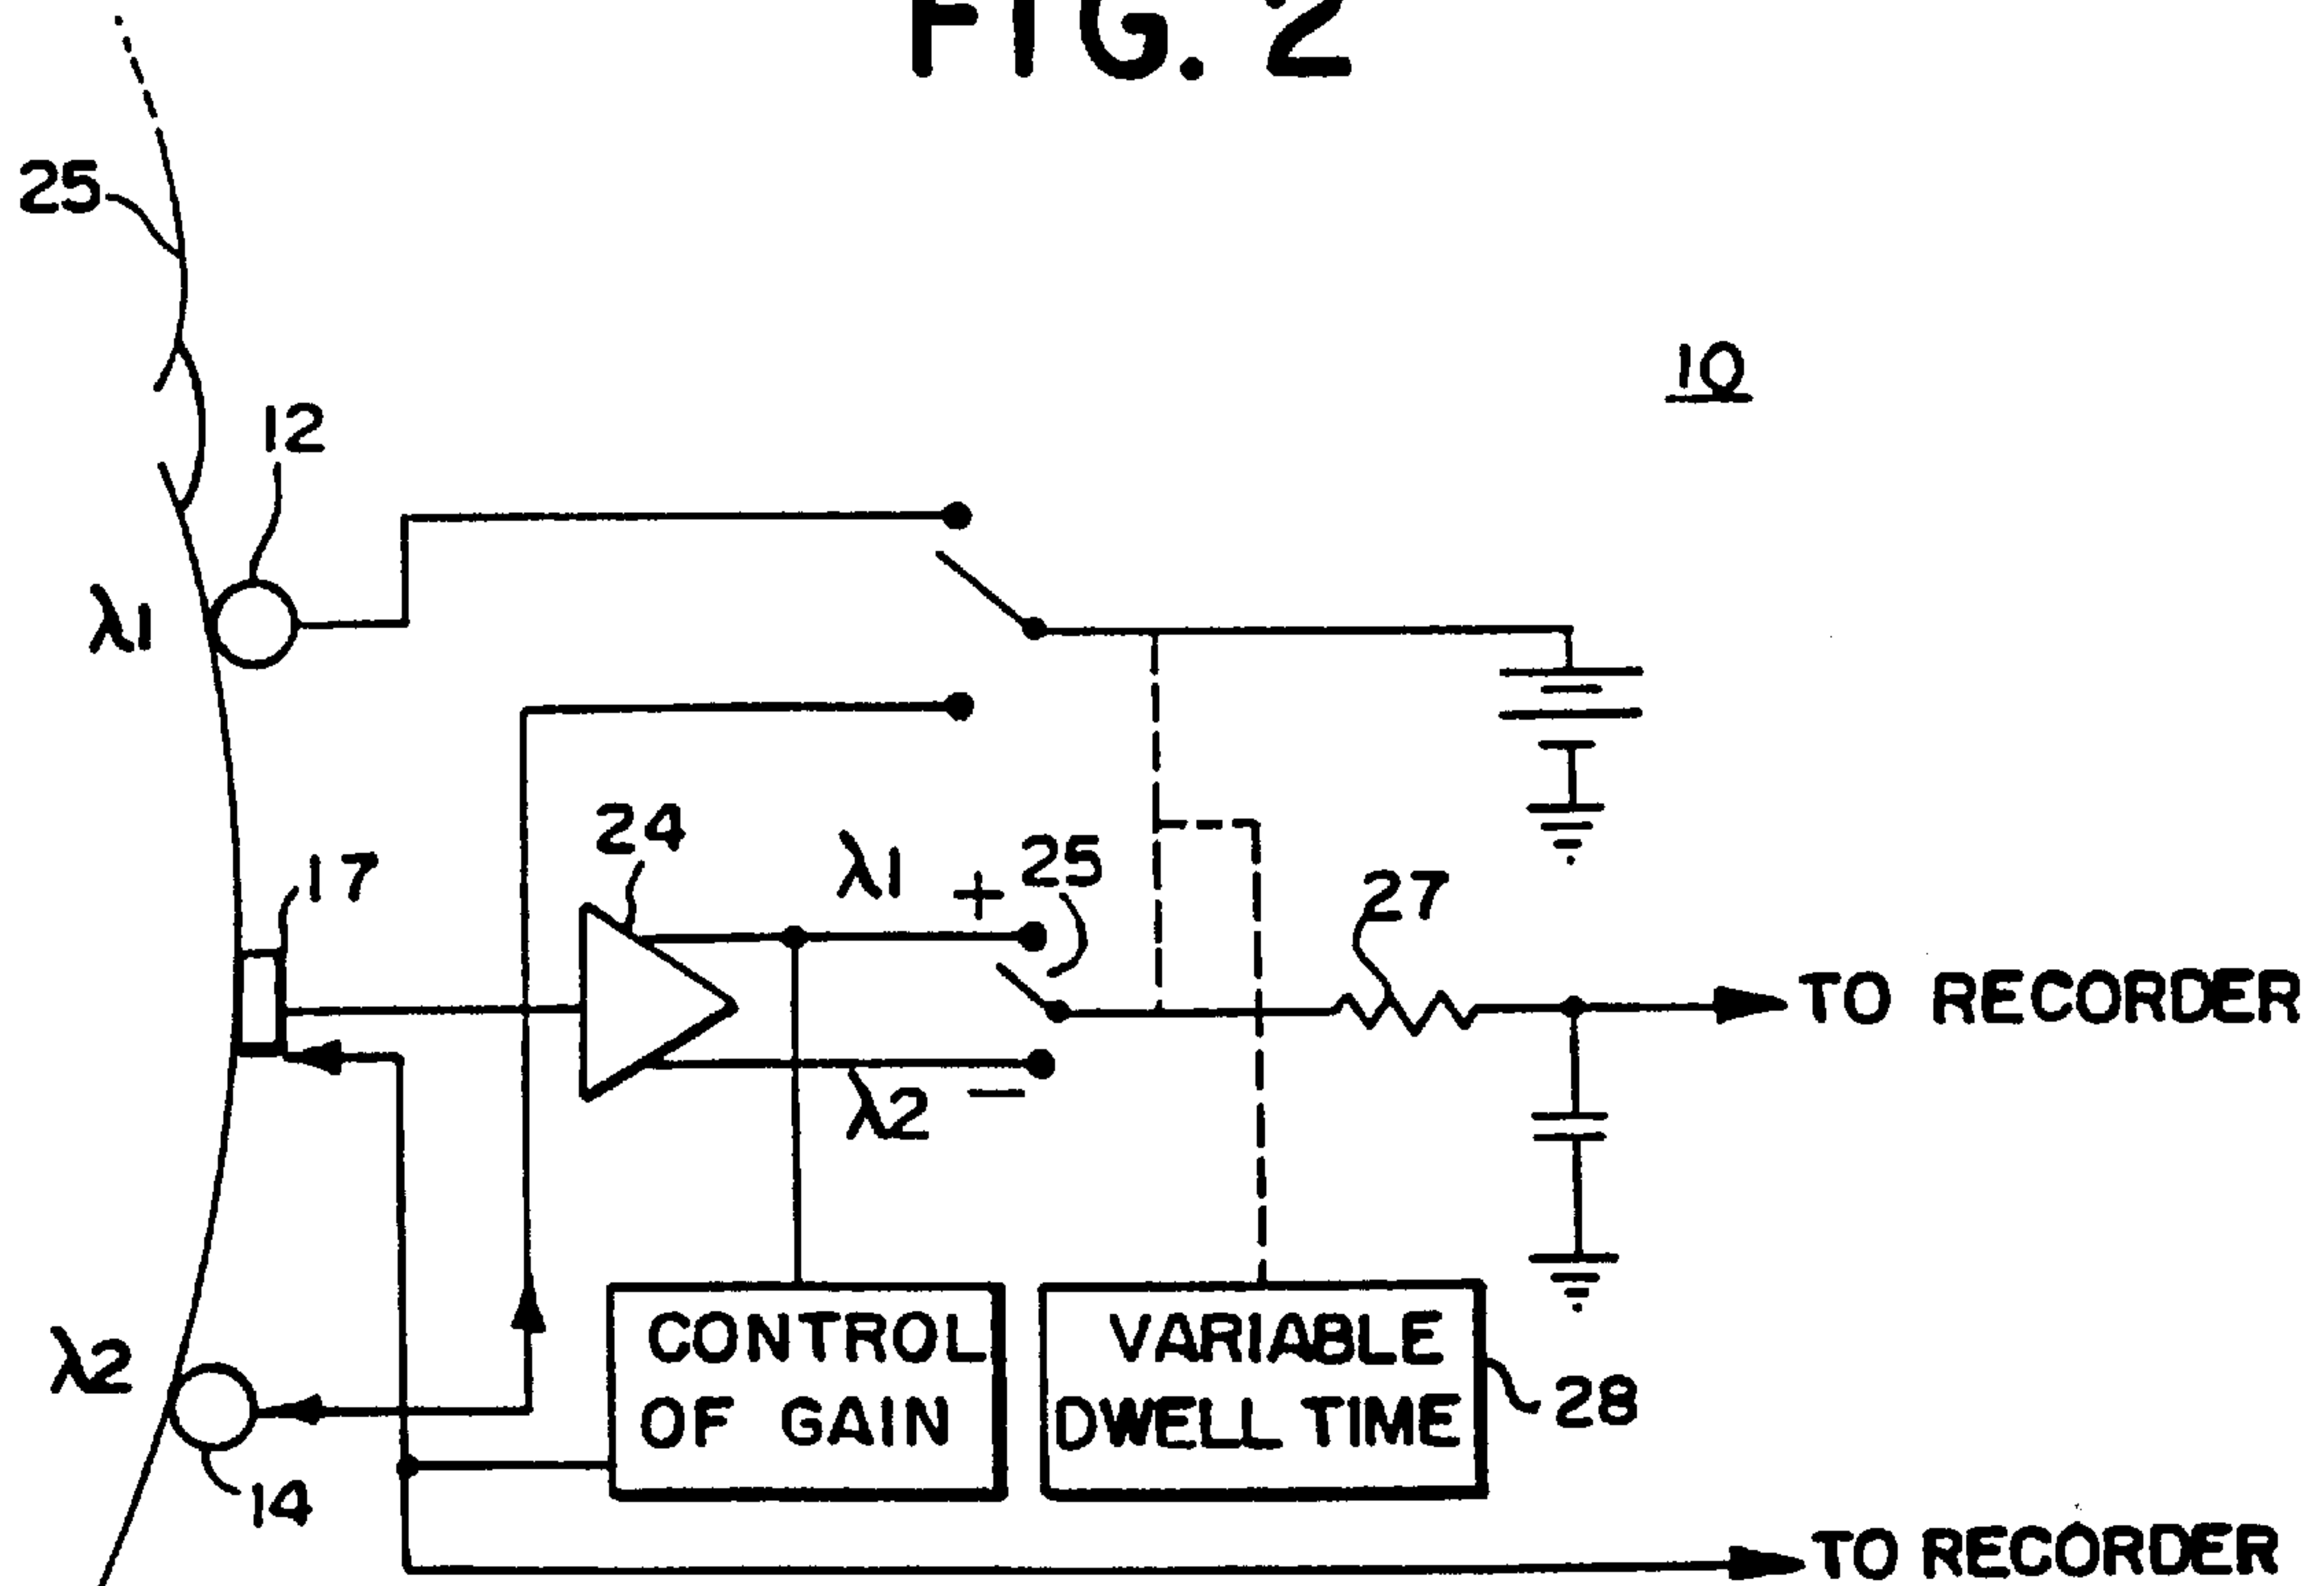 FIG. 2
25
10
12
λ1
24
λ1 + 25
17
27
TO RECORDER
λ2 −
CONTROL
OF GAIN
VARIABLE
DWELL TIME
28
λ2
14
TO RECORDER